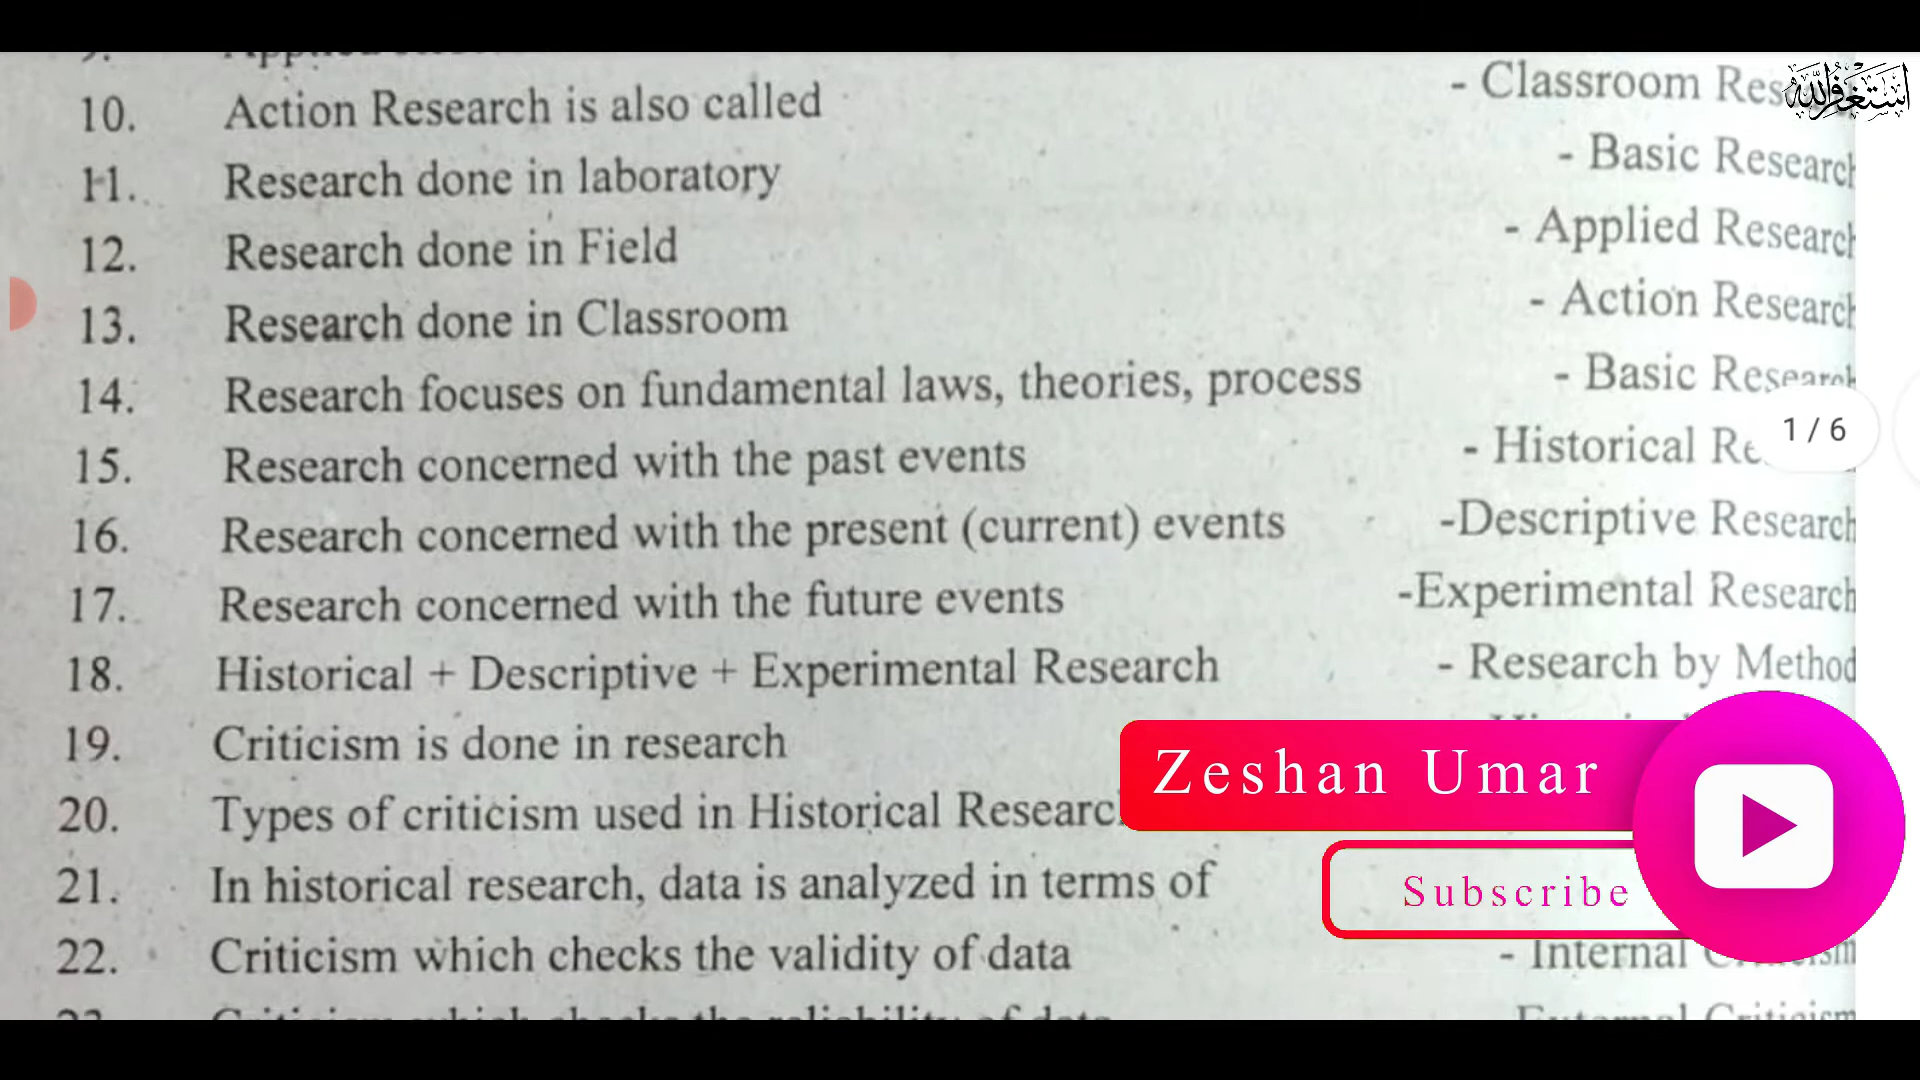 10. Action Research is also called - Classroom
11. Research done in laboratory - Basic Research
12. Research done in Field - Applied Research
13. Research done in Classroom - Action Research
14. Research focuses on fundamental laws, theories, process - Basic Research
15. Research concerned with the past events - Historical
16. Research concerned with the present (current) events -Descriptive Research
17. Research concerned with the future events -Experimental Research
18. Historical + Descriptive + Experimental Research - Research by Method
19. Criticism is done in research
20. Types of criticism used in Historical
21. In historical research, data is analyzed in terms of
22. Criticism which checks the validity of data - Internal
أستغفر الله
1 / 6
Zeshan Umar
Subscribe